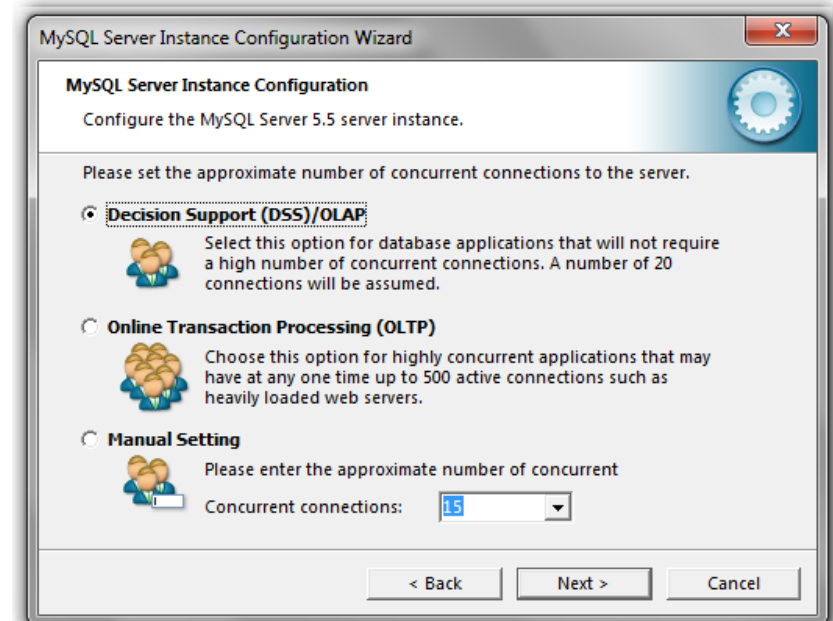 MySQL Server Instance Configuration Wizard
MySQL Server Instance Configuration
Configure the MySQL Server 5.5 server instance.
Please set the approximate number of concurrent connections to the server.
Decision Support (DSS)/OLAP
Select this option for database applications that will not require
a high number of concurrent connections. A number of 20
connections will be assumed.
Online Transaction Processing (OLTP)
Choose this option for highly concurrent applications that may
have at any one time up to 500 active connections such as
heavily loaded web servers.
Manual Setting
Please enter the approximate number of concurrent
Concurrent connections: 15
< Back Next > Cancel